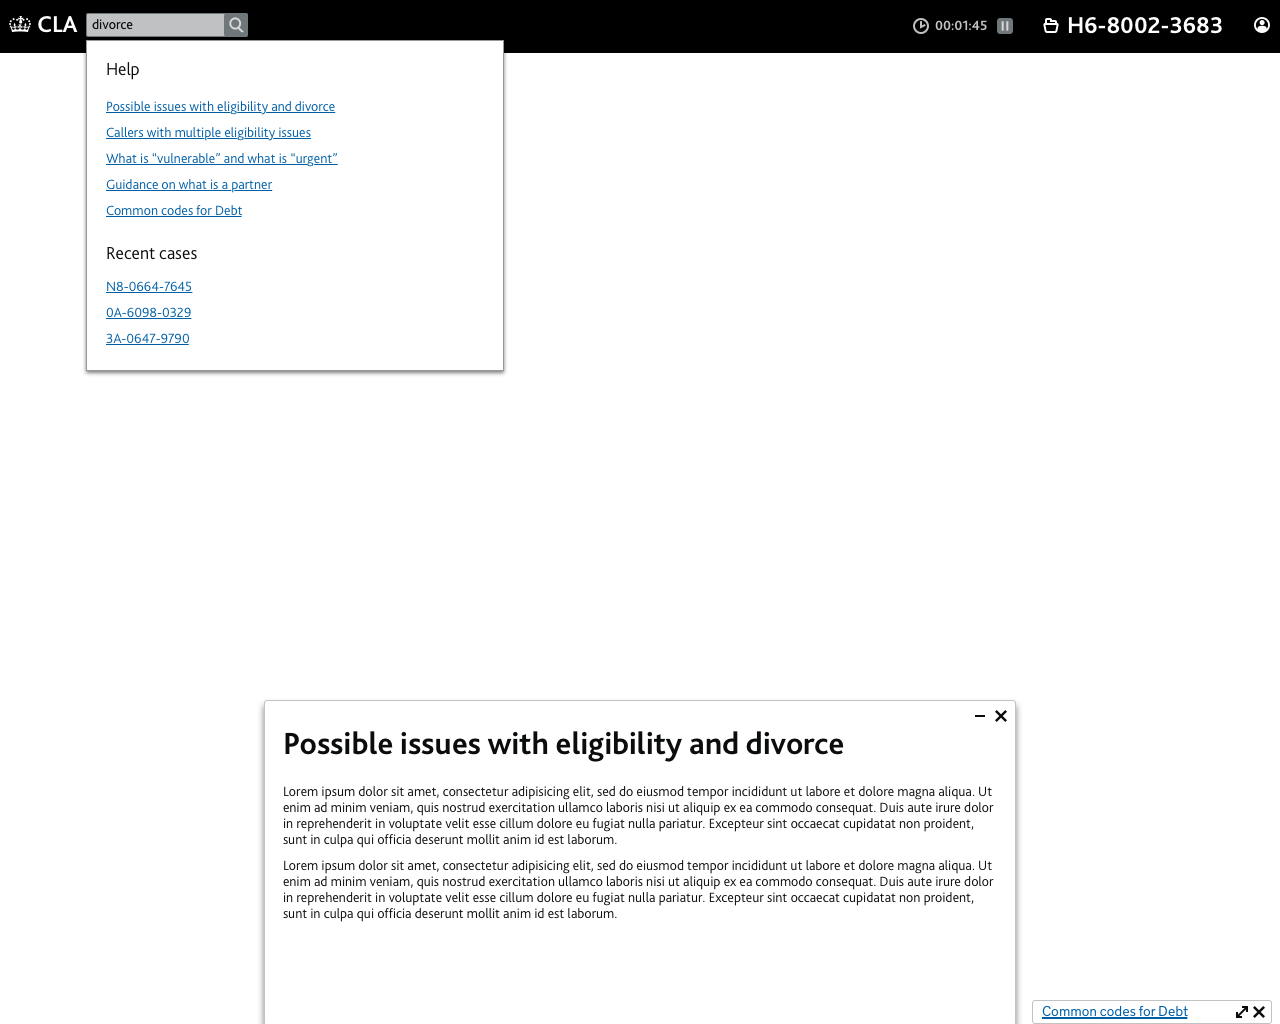 CLA
divorce
00:01:45
H6-8002-3683
Help
Possible issues with eligibility and divorce
Callers with multiple eligibility issues
What is “vulnerable” and what is “urgent”
Guidance on what is a partner
Common codes for Debt
Recent cases
N8-0664-7645
0A-6098-0329
3A-0647-9790
Possible issues with eligibility and divorce
Lorem ipsum dolor sit amet, consectetur adipisicing elit, sed do eiusmod tempor incididunt ut labore et dolore magna aliqua. Ut
enim ad minim veniam, quis nostrud exercitation ullamco laboris nisi ut aliquip ex ea commodo consequat. Duis aute irure dolor
in reprehenderit in voluptate velit esse cillum dolore eu fugiat nulla pariatur. Excepteur sint occaecat cupidatat non proident,
sunt in culpa qui officia deserunt mollit anim id est laborum.
Lorem ipsum dolor sit amet, consectetur adipisicing elit, sed do eiusmod tempor incididunt ut labore et dolore magna aliqua. Ut
enim ad minim veniam, quis nostrud exercitation ullamco laboris nisi ut aliquip ex ea commodo consequat. Duis aute irure dolor
in reprehenderit in voluptate velit esse cillum dolore eu fugiat nulla pariatur. Excepteur sint occaecat cupidatat non proident,
sunt in culpa qui officia deserunt mollit anim id est laborum.
Common codes for Debt